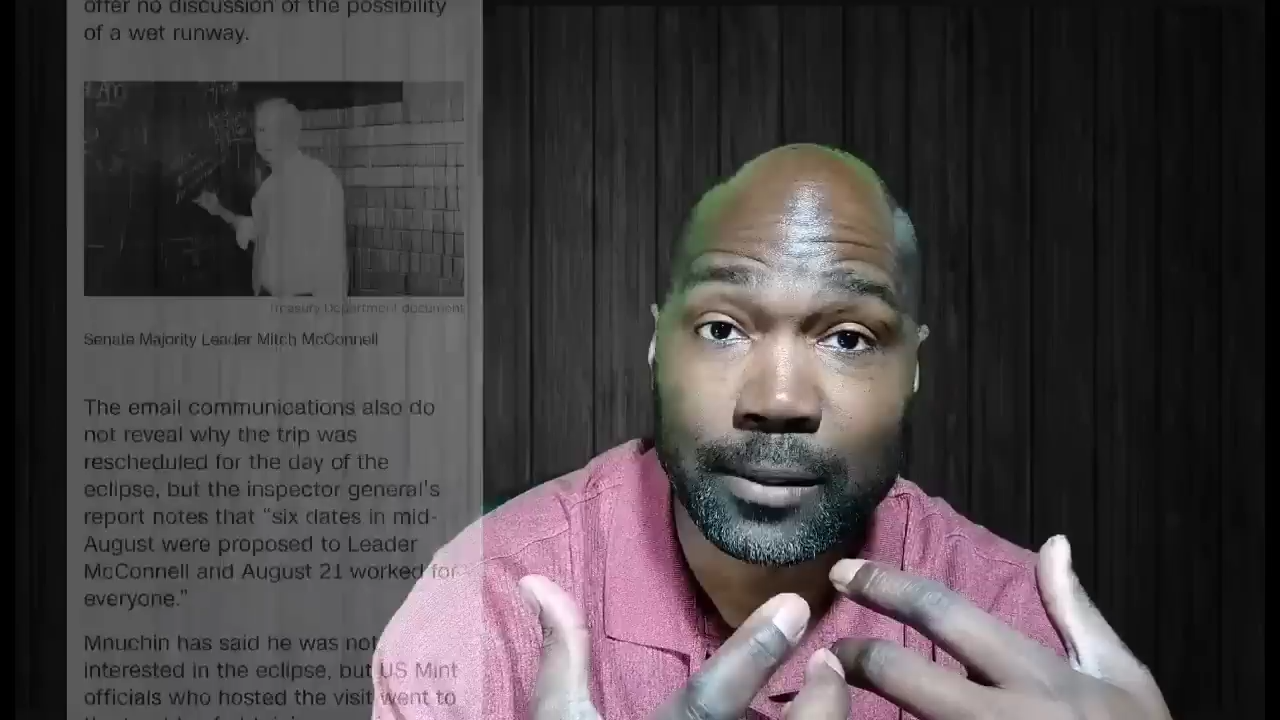 offer no discussion of the possibility
of a wet runway.
Treasury Department document
Senate Majority Leader Mitch McConnell
The email communications also do
not reveal why the trip was
rescheduled for the day of the
eclipse, but the inspector general's
report notes that "six dates in mid-
August were proposed to Leader
McConnell and August 21 worked for
everyone."
Mnuchin has said he was not
interested in the eclipse, but US Mint
officials who hosted the visit went to